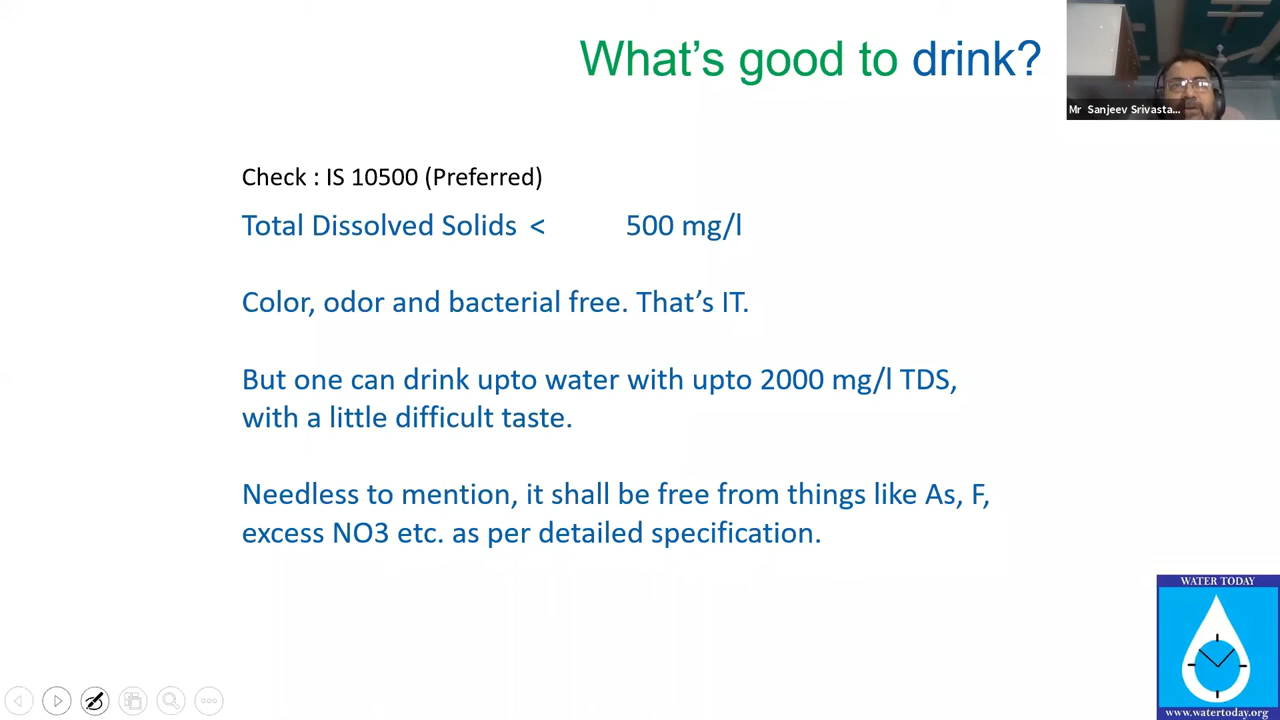 What's good to drink?
Mr Sanjeev Srivasta...
Check : IS 10500 (Preferred)
Total Dissolved Solids < 500 mg/l
Color, odor and bacterial free. That's IT.
But one can drink upto water with upto 2000 mg/l TDS,
with a little difficult taste.
Needless to mention, it shall be free from things like As, F,
excess NO3 etc. as per detailed specification.
WATER TODAY
www.watertoday.org